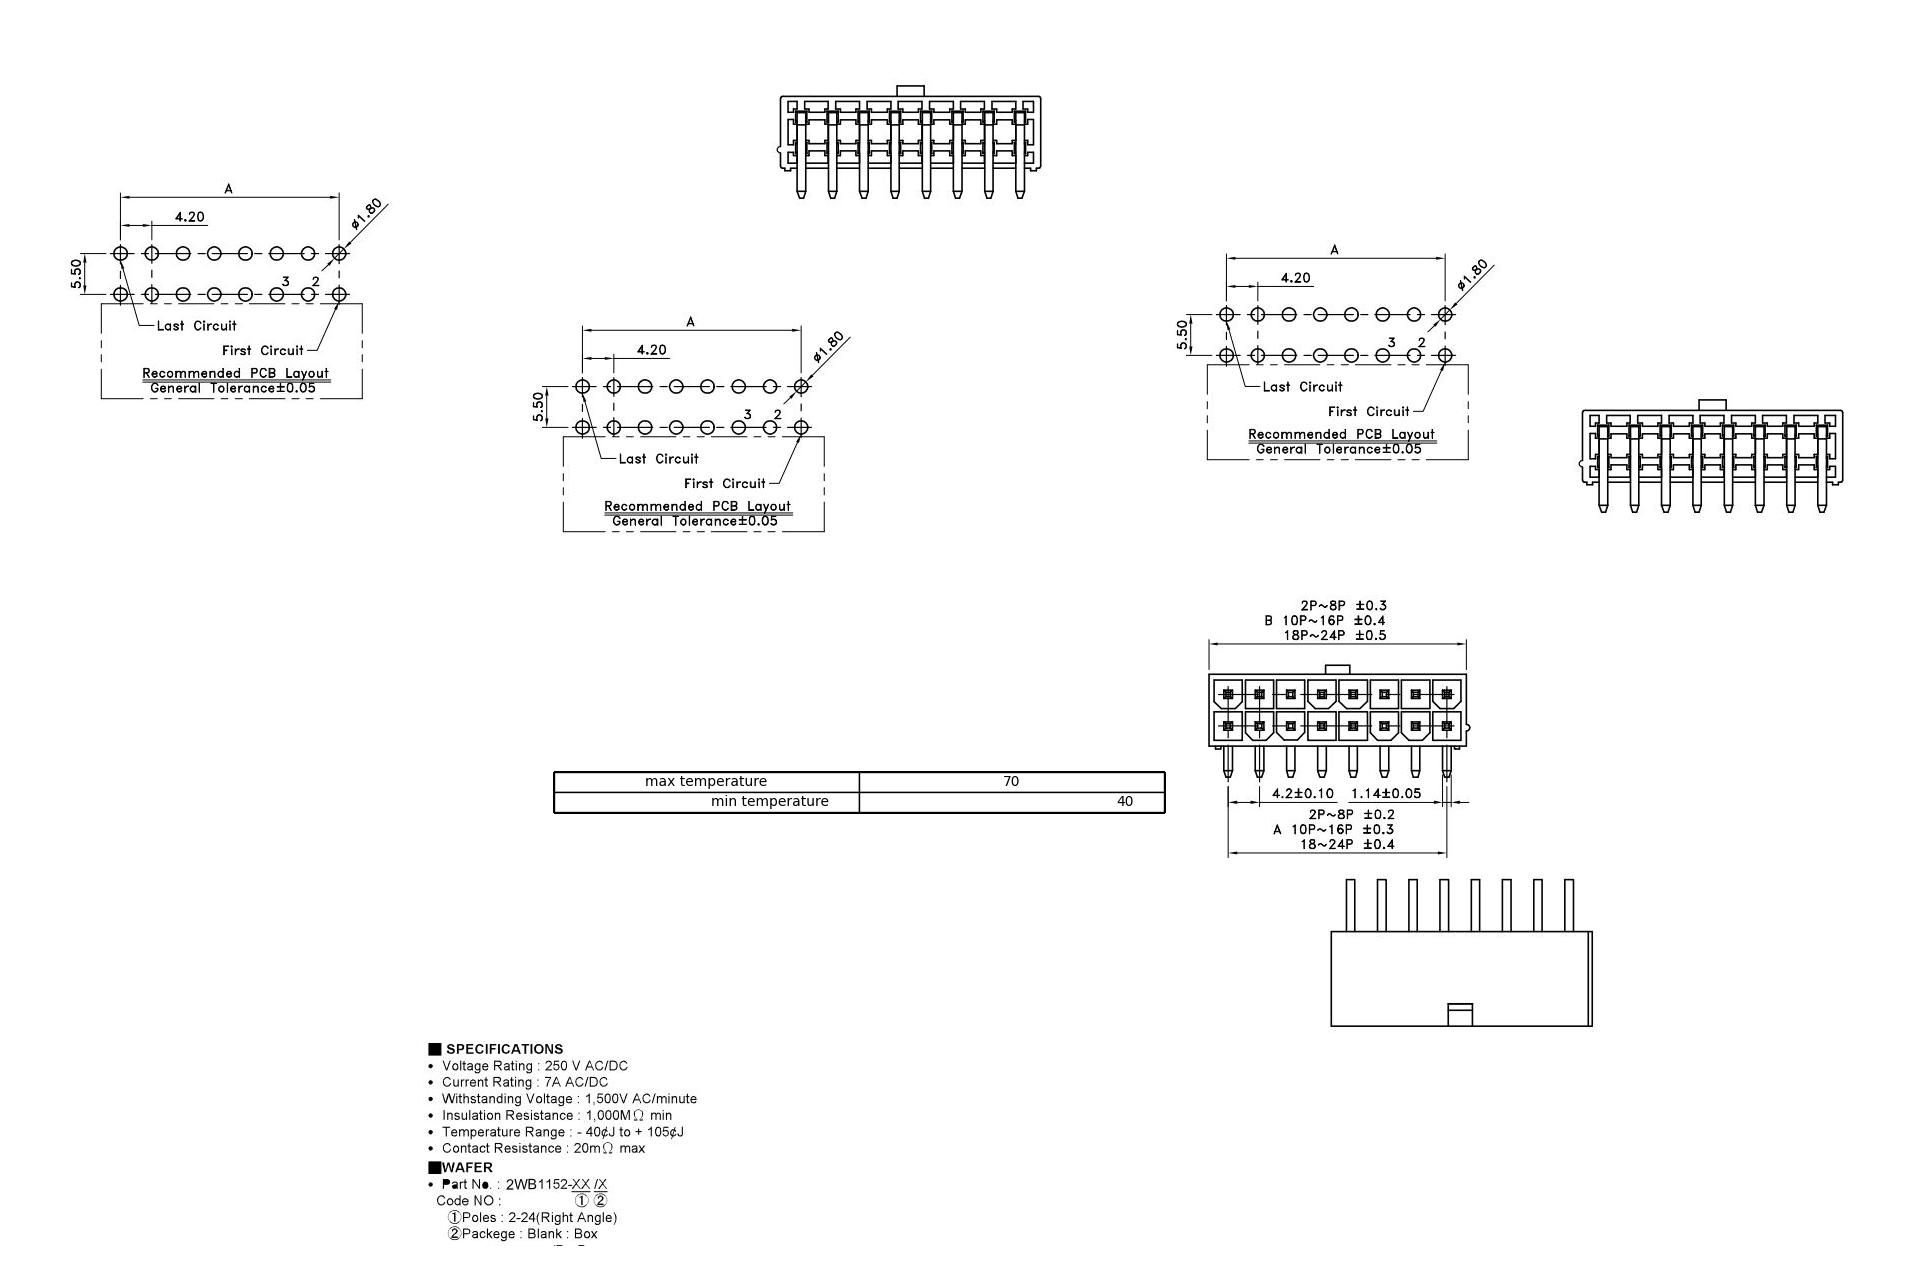 A
4.20
ø1.80
5.50
3 2
Last Circuit
First Circuit
Recommended PCB Layout
General Tolerance±0.05
A
4.20
ø1.80
5.50
3 2
Last Circuit
First Circuit
Recommended PCB Layout
General Tolerance±0.05
A
4.20
ø1.80
5.50
3 2
Last Circuit
First Circuit
Recommended PCB Layout
General Tolerance±0.05
2P~8P ±0.3
B 10P~16P ±0.4
18P~24P ±0.5
4.2±0.10 1.14±0.05
2P~8P ±0.2
A 10P~16P ±0.3
18~24P ±0.4
max temperature 70
min temperature 40
■ SPECIFICATIONS
• Voltage Rating : 250 V AC/DC
• Current Rating : 7A AC/DC
• Withstanding Voltage : 1,500V AC/minute
• Insulation Resistance : 1,000MΩ min
• Temperature Range : - 40¢J to + 105¢J
• Contact Resistance : 20mΩ max
■WAFER
• Part No. : 2WB1152-XX /X
Code NO : ① ②
①Poles : 2-24(Right Angle)
②Packege : Blank : Box